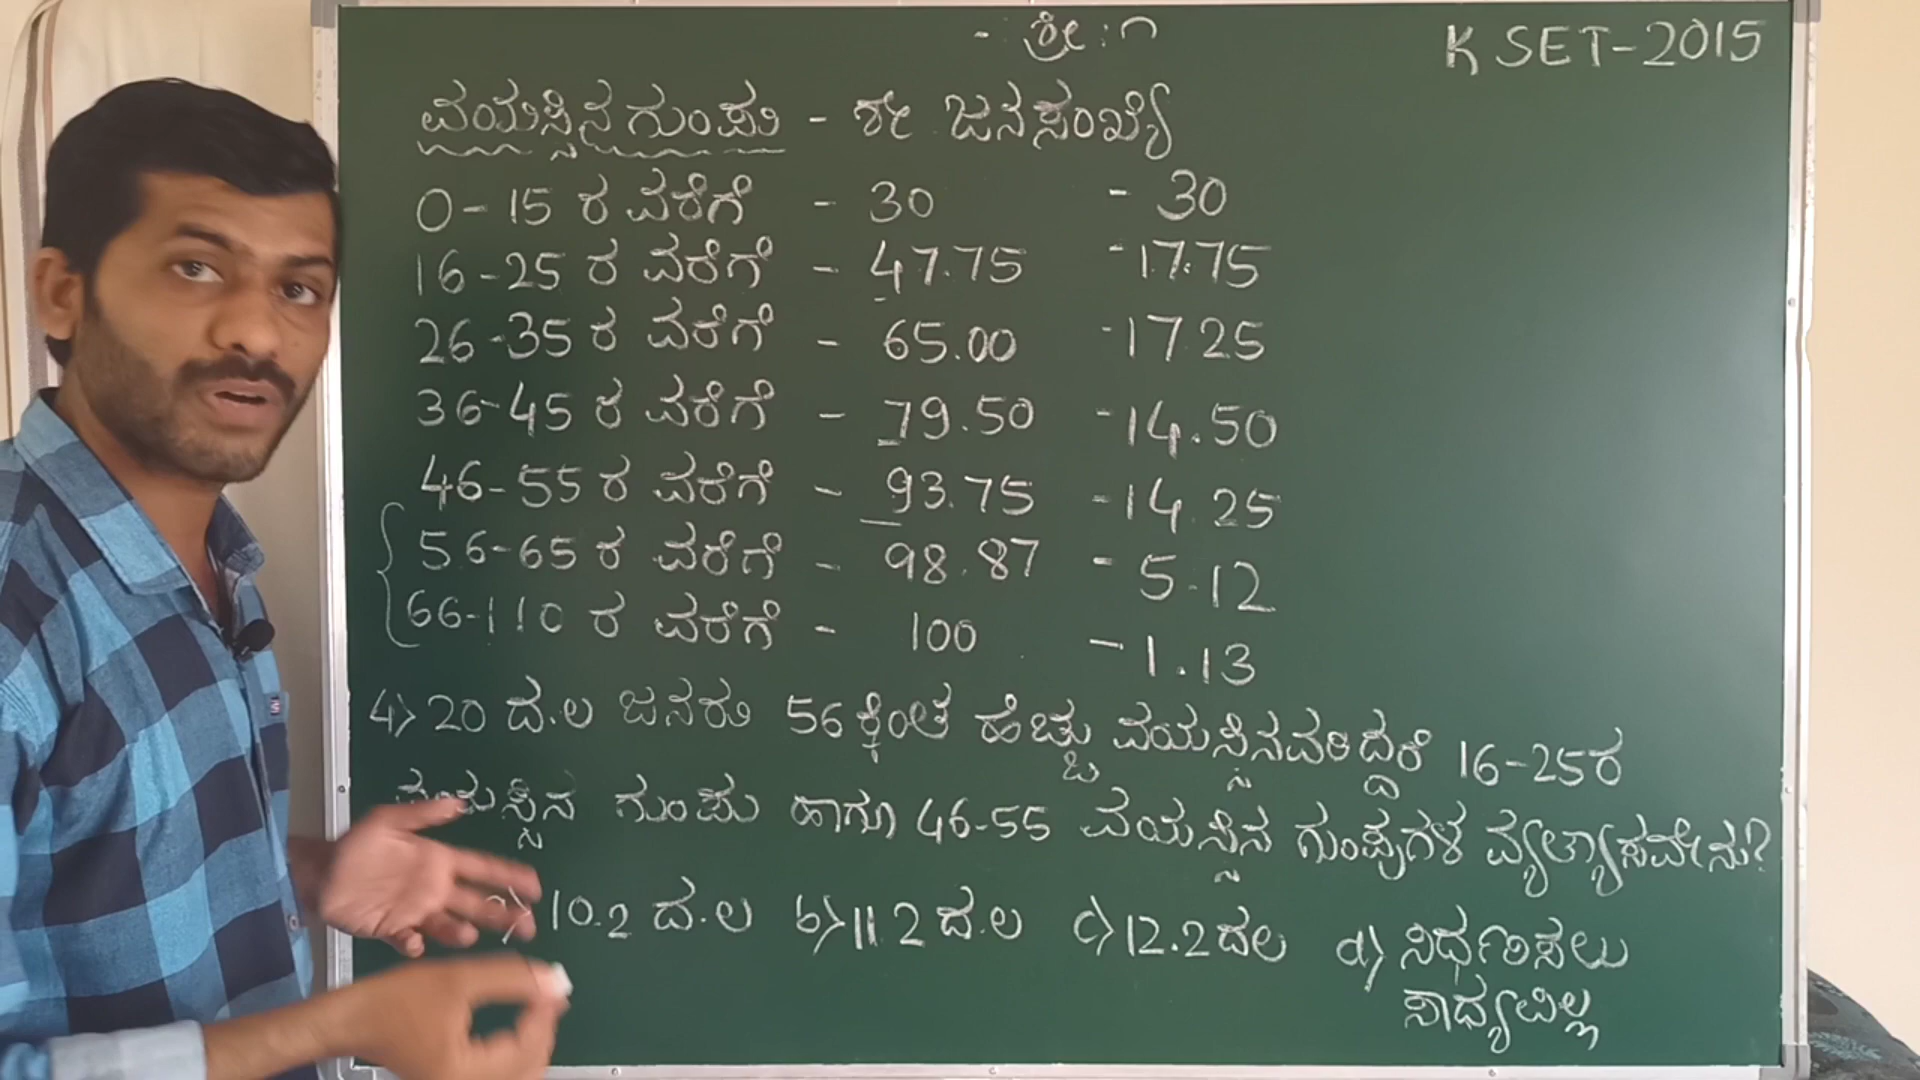 -: ಶ್ರೀ :-
K SET-2015
ವಯಸ್ಸಿನ ಗುಂಪು - ಶೇ ಜನಸಂಖ್ಯೆ
0-15 ರ ವರೆಗೆ - 30 - 30
16-25 ರ ವರೆಗೆ - 47.75 - 17.75
26-35 ರ ವರೆಗೆ - 65.00 - 17.25
36-45 ರ ವರೆಗೆ - 79.50 - 14.50
46-55 ರ ವರೆಗೆ - 93.75 - 14.25
56-65 ರ ವರೆಗೆ - 98.87 - 5.12
66-110 ರ ವರೆಗೆ - 100 - 1.13
4) 20 ದ.ಲ ಜನರು 56 ಕ್ಕಿಂತ ಹೆಚ್ಚು ವಯಸ್ಸಿನವರಿದ್ದರೆ 16-25ರ
ವಯಸ್ಸಿನ ಗುಂಪು ಹಾಗೂ 46-55 ವಯಸ್ಸಿನ ಗುಂಪುಗಳ ವ್ಯತ್ಯಾಸವೇನು?
a) 10.2 ದ.ಲ b) 11.2 ದ.ಲ c) 12.2 ದಲ d) ನಿರ್ಧರಿಸಲು
ಸಾಧ್ಯವಿಲ್ಲ